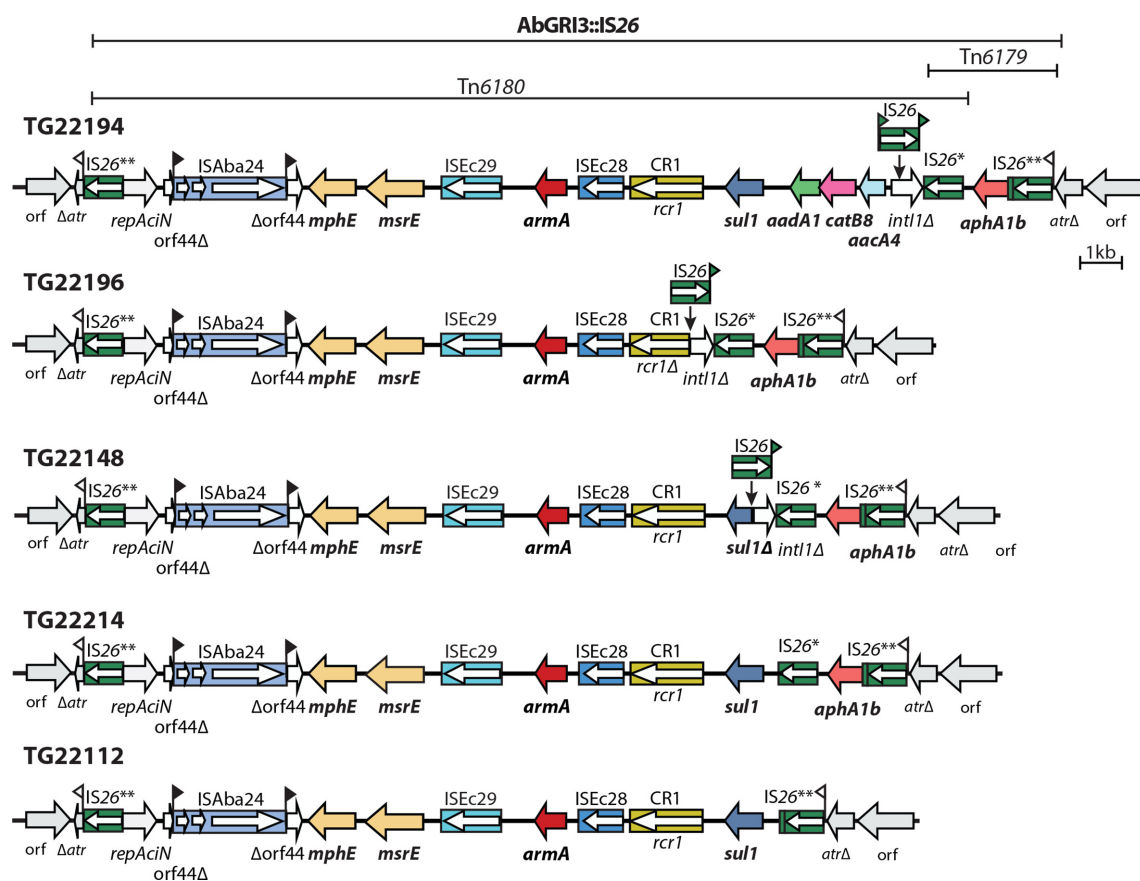 AbGRI3::IS26
Tn6179
Tn6180
TG22194
IS26
IS26** ISAba24 ISEc29 ISEc28 CR1 IS26* IS26**
orf Δatr repAciN orf44Δ Δorf44 mphE msrE armA rcr1 sul1 aadA1 catB8 aacA4 intI1Δ aphA1b atrΔ orf
1kb
TG22196
IS26
IS26** ISAba24 ISEc29 ISEc28 CR1 IS26* IS26**
orf Δatr repAciN orf44Δ Δorf44 mphE msrE armA rcr1Δ intI1Δ aphA1b atrΔ orf
TG22148
IS26
IS26** ISAba24 ISEc29 ISEc28 CR1 IS26 * IS26**
orf Δatr repAciN orf44Δ Δorf44 mphE msrE armA rcr1 sul1Δ intI1Δ aphA1b atrΔ orf
TG22214
IS26** ISAba24 ISEc29 ISEc28 CR1 IS26* IS26**
orf Δatr repAciN orf44Δ Δorf44 mphE msrE armA rcr1 sul1 aphA1b atrΔ orf
TG22112
IS26** ISAba24 ISEc29 ISEc28 CR1 IS26**
orf Δatr repAciN orf44Δ Δorf44 mphE msrE armA rcr1 sul1 atrΔ orf